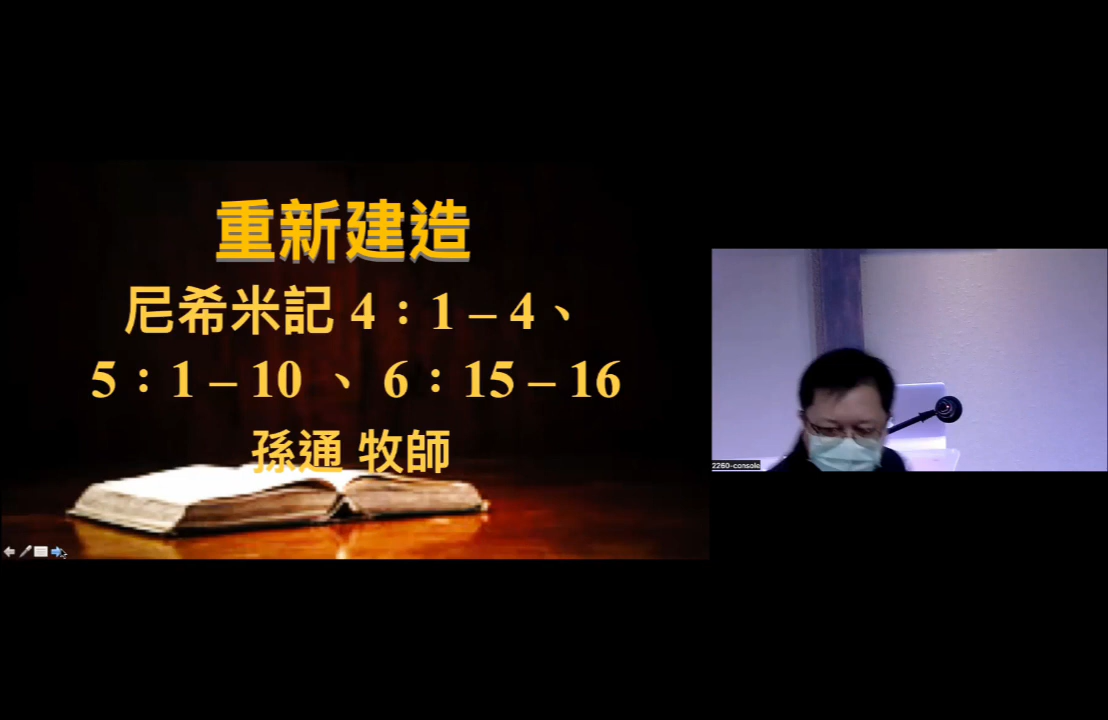 重新建造
尼希米記 4：1 – 4、
5：1 – 10 、 6：15 – 16
孫通 牧師
2260-console